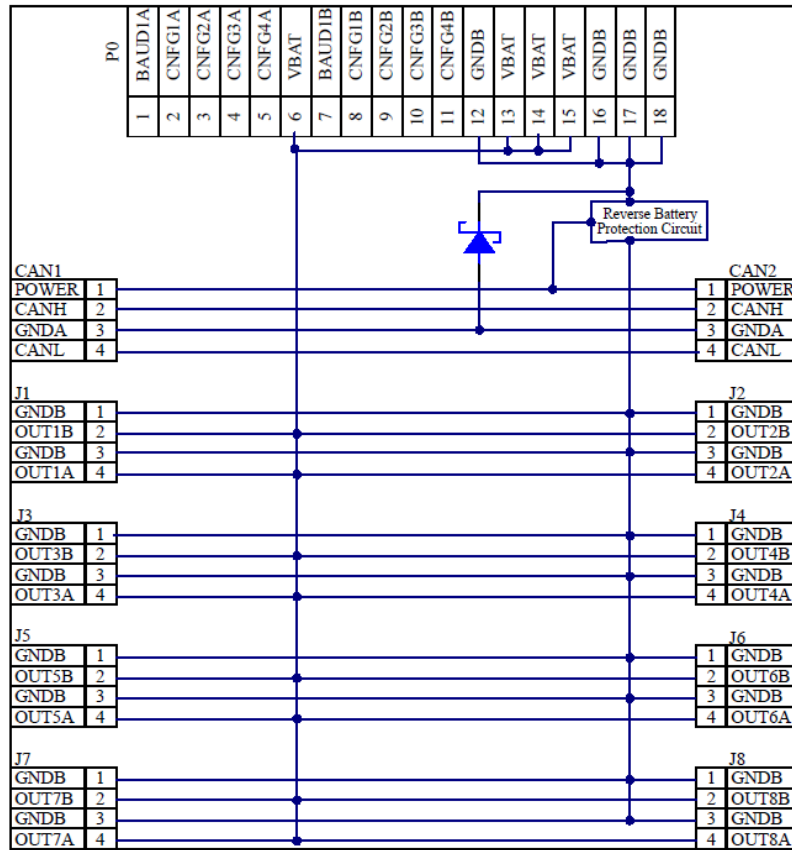 P0
BAUD1A
CNFG1A
CNFG2A
CNFG3A
CNFG4A
VBAT
BAUD1B
CNFG1B
CNFG2B
CNFG3B
CNFG4B
GNDB
VBAT
VBAT
VBAT
GNDB
GNDB
GNDB
1 2 3 4 5 6 7 8 9 10 11 12 13 14 15 16 17 18
Reverse Battery
Protection Circuit
CAN1
POWER 1
CANH 2
GNDA 3
CANL 4
CAN2
1 POWER
2 CANH
3 GNDA
4 CANL
J1
GNDB 1
OUT1B 2
GNDB 3
OUT1A 4
J2
1 GNDB
2 OUT2B
3 GNDB
4 OUT2A
J3
GNDB 1
OUT3B 2
GNDB 3
OUT3A 4
J4
1 GNDB
2 OUT4B
3 GNDB
4 OUT4A
J5
GNDB 1
OUT5B 2
GNDB 3
OUT5A 4
J6
1 GNDB
2 OUT6B
3 GNDB
4 OUT6A
J7
GNDB 1
OUT7B 2
GNDB 3
OUT7A 4
J8
1 GNDB
2 OUT8B
3 GNDB
4 OUT8A